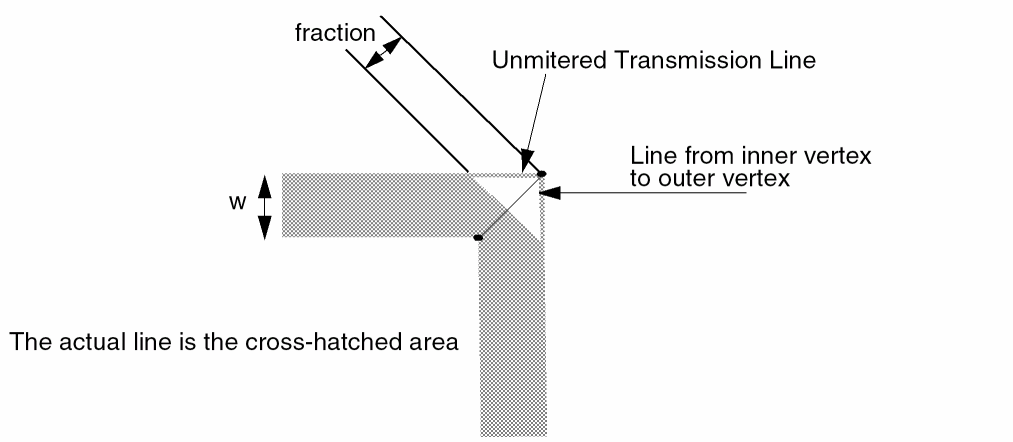 fraction
Unmitered Transmission Line
Line from inner vertex
to outer vertex
w
The actual line is the cross-hatched area